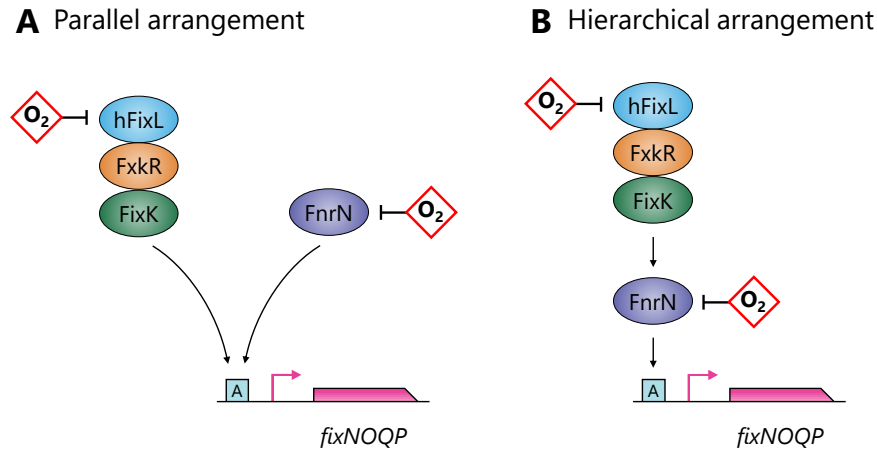 A Parallel arrangement
O₂
hFixL
FxkR
FixK
FnrN
O₂
A
fixNOQP
B Hierarchical arrangement
O₂
hFixL
FxkR
FixK
FnrN
O₂
A
fixNOQP